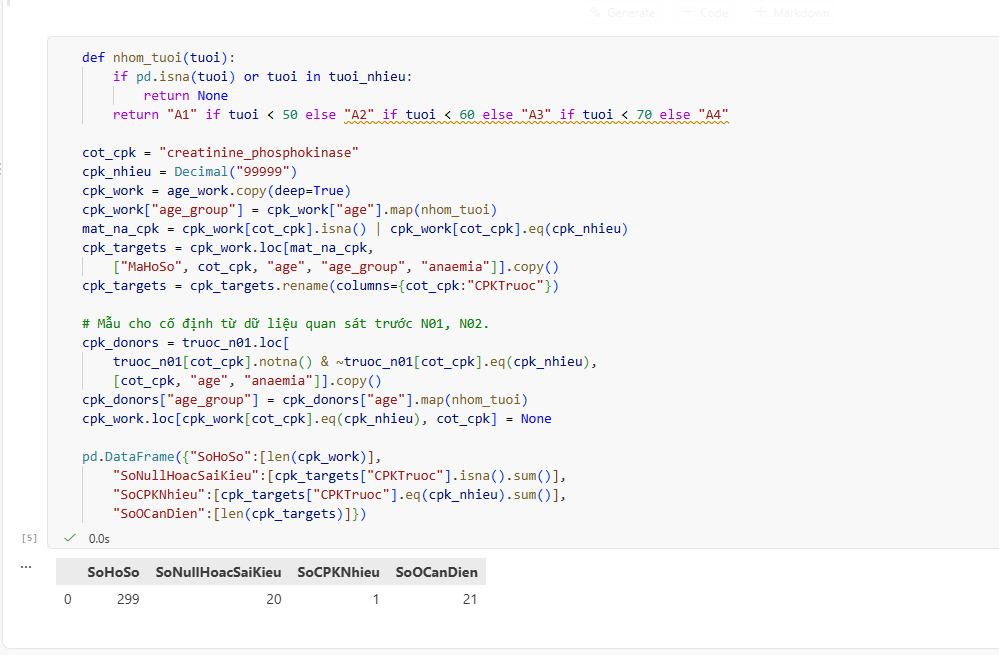 Generate + Code + Markdown
def nhom_tuoi(tuoi):
    if pd.isna(tuoi) or tuoi in tuoi_nhieu:
        return None
    return "A1" if tuoi < 50 else "A2" if tuoi < 60 else "A3" if tuoi < 70 else "A4"

cot_cpk = "creatinine_phosphokinase"
cpk_nhieu = Decimal("99999")
cpk_work = age_work.copy(deep=True)
cpk_work["age_group"] = cpk_work["age"].map(nhom_tuoi)
mat_na_cpk = cpk_work[cot_cpk].isna() | cpk_work[cot_cpk].eq(cpk_nhieu)
cpk_targets = cpk_work.loc[mat_na_cpk,
    ["MaHoSo", cot_cpk, "age", "age_group", "anaemia"]].copy()
cpk_targets = cpk_targets.rename(columns={cot_cpk:"CPKTruoc"})

# Mẫu cho cố định từ dữ liệu quan sát trước N01, N02.
cpk_donors = truoc_n01.loc[
    truoc_n01[cot_cpk].notna() & ~truoc_n01[cot_cpk].eq(cpk_nhieu),
    [cot_cpk, "age", "anaemia"]].copy()
cpk_donors["age_group"] = cpk_donors["age"].map(nhom_tuoi)
cpk_work.loc[cpk_work[cot_cpk].eq(cpk_nhieu), cot_cpk] = None

pd.DataFrame({"SoHoSo":[len(cpk_work)],
    "SoNullHoacSaiKieu":[cpk_targets["CPKTruoc"].isna().sum()],
    "SoCPKNhieu":[cpk_targets["CPKTruoc"].eq(cpk_nhieu).sum()],
    "SoOCanDien":[len(cpk_targets)]})
[5] ✓ 0.0s
...
SoHoSo SoNullHoacSaiKieu SoCPKNhieu SoOCanDien
0 299 20 1 21